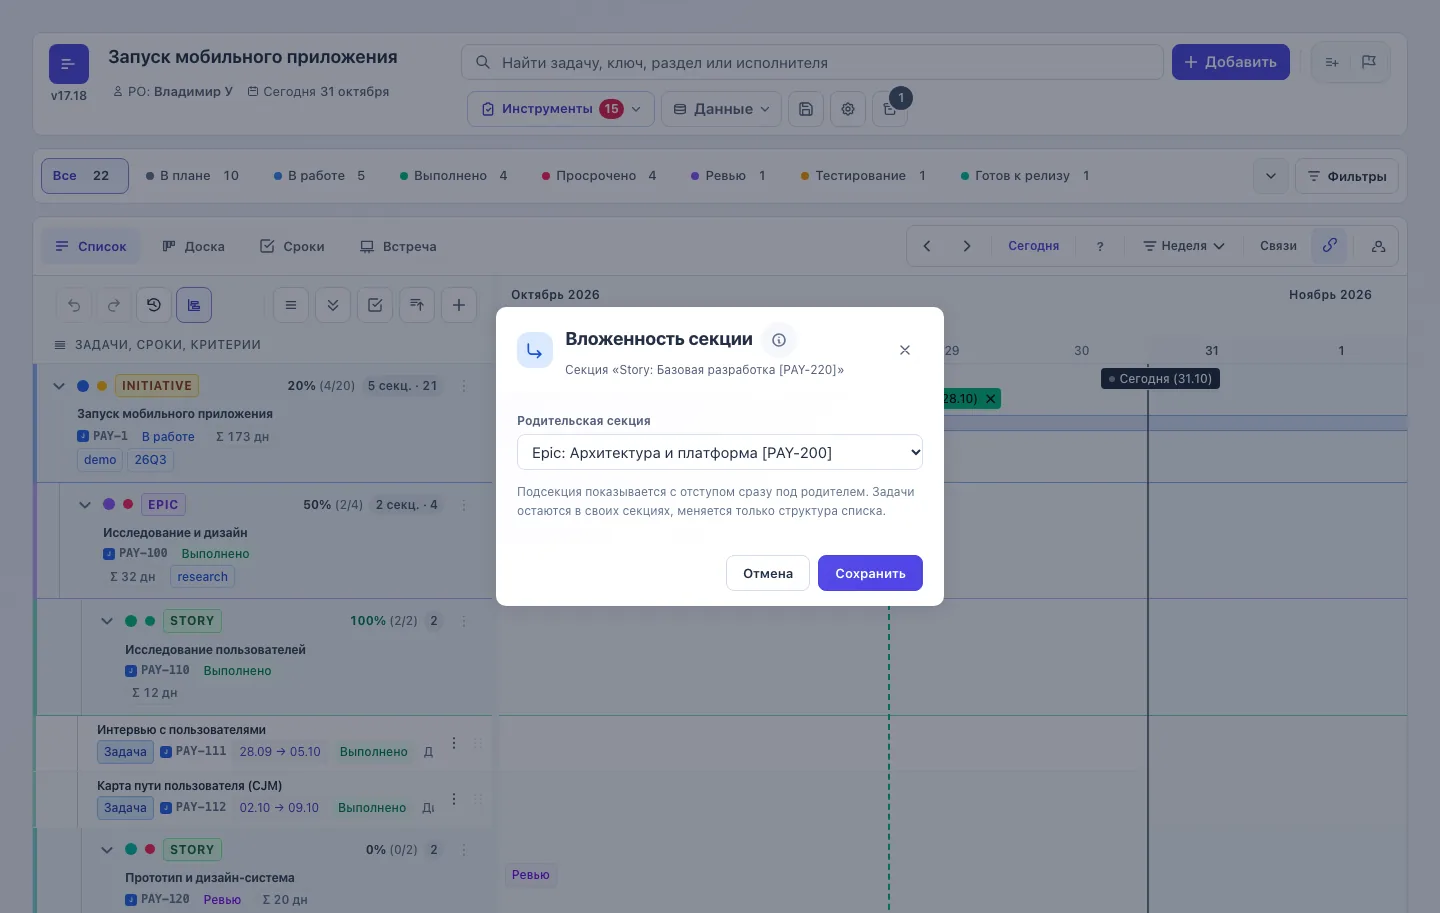 Запуск мобильного приложения
v17.18
PO: Владимир У
Сегодня 31 октября
Найти задачу, ключ, раздел или исполнителя
Добавить
Инструменты 15
Данные
1
Все 22
В плане 10
В работе 5
Выполнено 4
Просрочено 4
Ревью 1
Тестирование 1
Готов к релизу 1
Фильтры
Список
Доска
Сроки
Встреча
Сегодня
?
Неделя
Связи
Октябрь 2026
Ноябрь 2026
ЗАДАЧИ, СРОКИ, КРИТЕРИИ
29
30
31
1
Сегодня (31.10)
28.10)
INITIATIVE
20% (4/20)
5 секц. · 21
Запуск мобильного приложения
PAY-1
В работе
Σ 173 дн
demo
26Q3
EPIC
50% (2/4)
2 секц. · 4
Исследование и дизайн
PAY-100
Выполнено
Σ 32 дн
research
STORY
100% (2/2)
2
Исследование пользователей
PAY-110
Выполнено
Σ 12 дн
Интервью с пользователями
Задача
PAY-111
28.09 → 05.10
Выполнено
Карта пути пользователя (CJM)
Задача
PAY-112
02.10 → 09.10
Выполнено
STORY
0% (0/2)
2
Прототип и дизайн-система
PAY-120
Ревью
Σ 20 дн
Ревью
Вложенность секции
Секция «Story: Базовая разработка [PAY-220]»
Родительская секция
Epic: Архитектура и платформа [PAY-200]
Подсекция показывается с отступом сразу под родителем. Задачи
остаются в своих секциях, меняется только структура списка.
Отмена
Сохранить